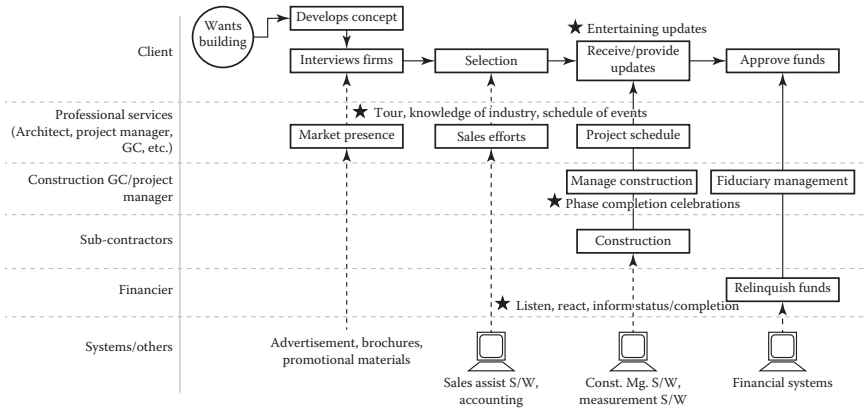 Client
Wants
building
Develops concept
Interviews firms
Selection
★ Entertaining updates
Receive/provide
updates
Approve funds
Professional services
(Architect, project manager,
GC, etc.)
★ Tour, knowledge of industry, schedule of events
Market presence
Sales efforts
Project schedule
Construction GC/project
manager
Manage construction
Fiduciary management
★ Phase completion celebrations
Sub-contractors
Construction
Financier
Relinquish funds
★ Listen, react, inform status/completion
Systems/others
Advertisement, brochures,
promotional materials
Sales assist S/W,
accounting
Const. Mg. S/W,
measurement S/W
Financial systems